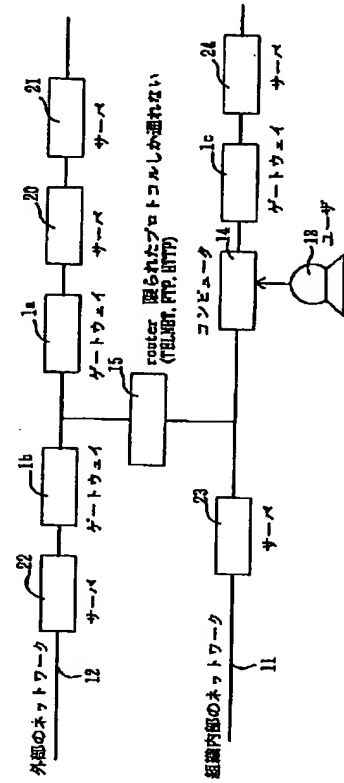 外部のネットワーク
12
22
サーバ
1b
ゲートウェイ
1a
ゲートウェイ
20
サーバ
21
サーバ
15
router 限られたプロトコルしか通れない
(TELNET, FTP, HTTP)
組織内部のネットワーク
11
23
サーバ
コンピュータ
14
18
ユーザ
1c
ゲートウェイ
24
サーバ